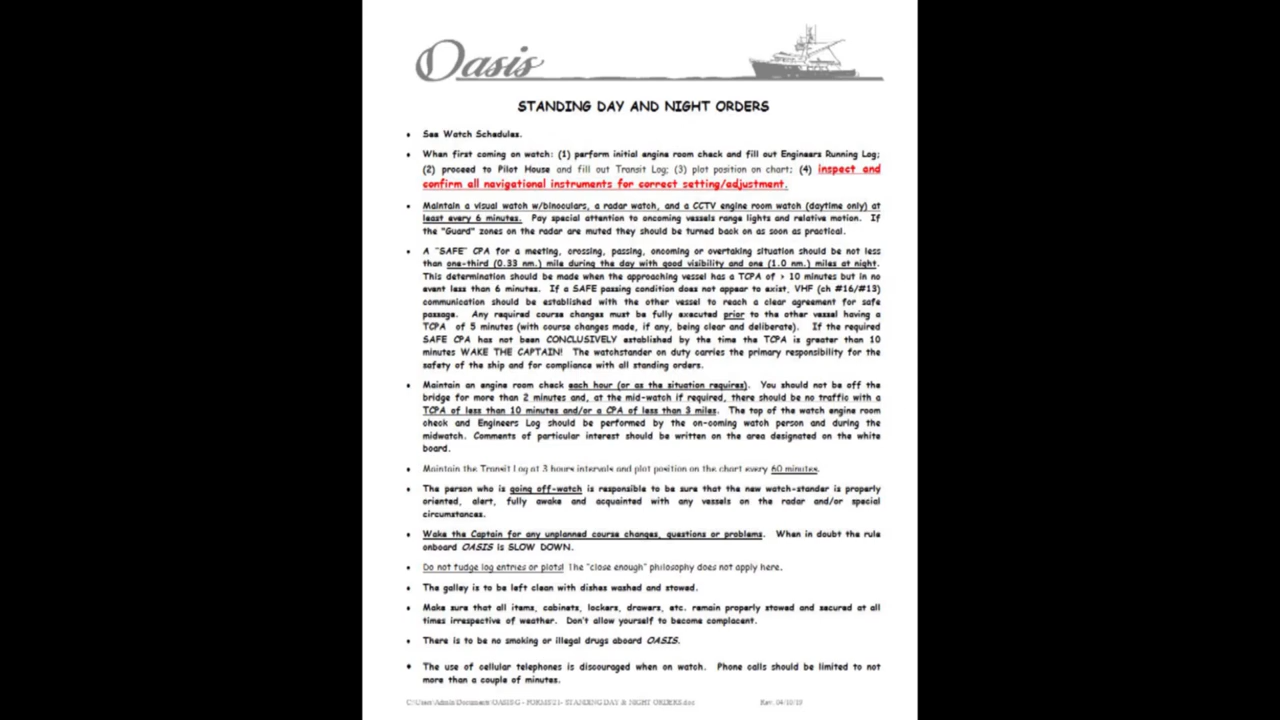 Oasis
STANDING DAY AND NIGHT ORDERS
• See Watch Schedules.
• When first coming on watch: (1) perform initial engine room check and fill out Engineers Running Log;
(2) proceed to Pilot House and fill out Transit Log; (3) plot position on chart; (4) inspect and
confirm all navigational instruments for correct setting/adjustment.
• Maintain a visual watch w/binoculars, a radar watch, and a CCTV engine room watch (daytime only) at
least every 6 minutes. Pay special attention to oncoming vessels range lights and relative motion. If
the "Guard" zones on the radar are muted they should be turned back on as soon as practical.
• A "SAFE" CPA for a meeting, crossing, passing, oncoming or overtaking situation should be not less
than one-third (0.33 nm.) mile during the day with good visibility and one (1.0 nm.) miles at night.
This determination should be made when the approaching vessel has a TCPA of > 10 minutes but in no
event less than 6 minutes. If a SAFE passing condition does not appear to exist, VHF (ch #16/#13)
communication should be established with the other vessel to reach a clear agreement for safe
passage. Any required course changes must be fully executed prior to the other vessel having a
TCPA of 5 minutes (with course changes made, if any, being clear and deliberate). If the required
SAFE CPA has not been CONCLUSIVELY established by the time the TCPA is greater than 10
minutes WAKE THE CAPTAIN! The watchstander on duty carries the primary responsibility for the
safety of the ship and for compliance with all standing orders.
• Maintain an engine room check each hour (or as the situation requires). You should not be off the
bridge for more than 2 minutes and, at the mid-watch if required, there should be no traffic with a
TCPA of less than 10 minutes and/or a CPA of less than 3 miles. The top of the watch engine room
check and Engineers Log should be performed by the on-coming watch person and during the
midwatch. Comments of particular interest should be written on the area designated on the white
board.
• Maintain the Transit Log at 3 hours intervals and plot position on the chart every 60 minutes.
• The person who is going off-watch is responsible to be sure that the new watch-stander is properly
oriented, alert, fully awake and acquainted with any vessels on the radar and/or special
circumstances.
• Wake the Captain for any unplanned course changes, questions or problems. When in doubt the rule
onboard OASIS is SLOW DOWN.
• Do not fudge log entries or plots! The "close enough" philosophy does not apply here.
• The galley is to be left clean with dishes washed and stowed.
• Make sure that all items, cabinets, lockers, drawers, etc. remain properly stowed and secured at all
times irrespective of weather. Don't allow yourself to become complacent.
• There is to be no smoking or illegal drugs aboard OASIS.
• The use of cellular telephones is discouraged when on watch. Phone calls should be limited to not
more than a couple of minutes.
STANDING DAY & NIGHT ORDERS.doc Rev. 04/10/19